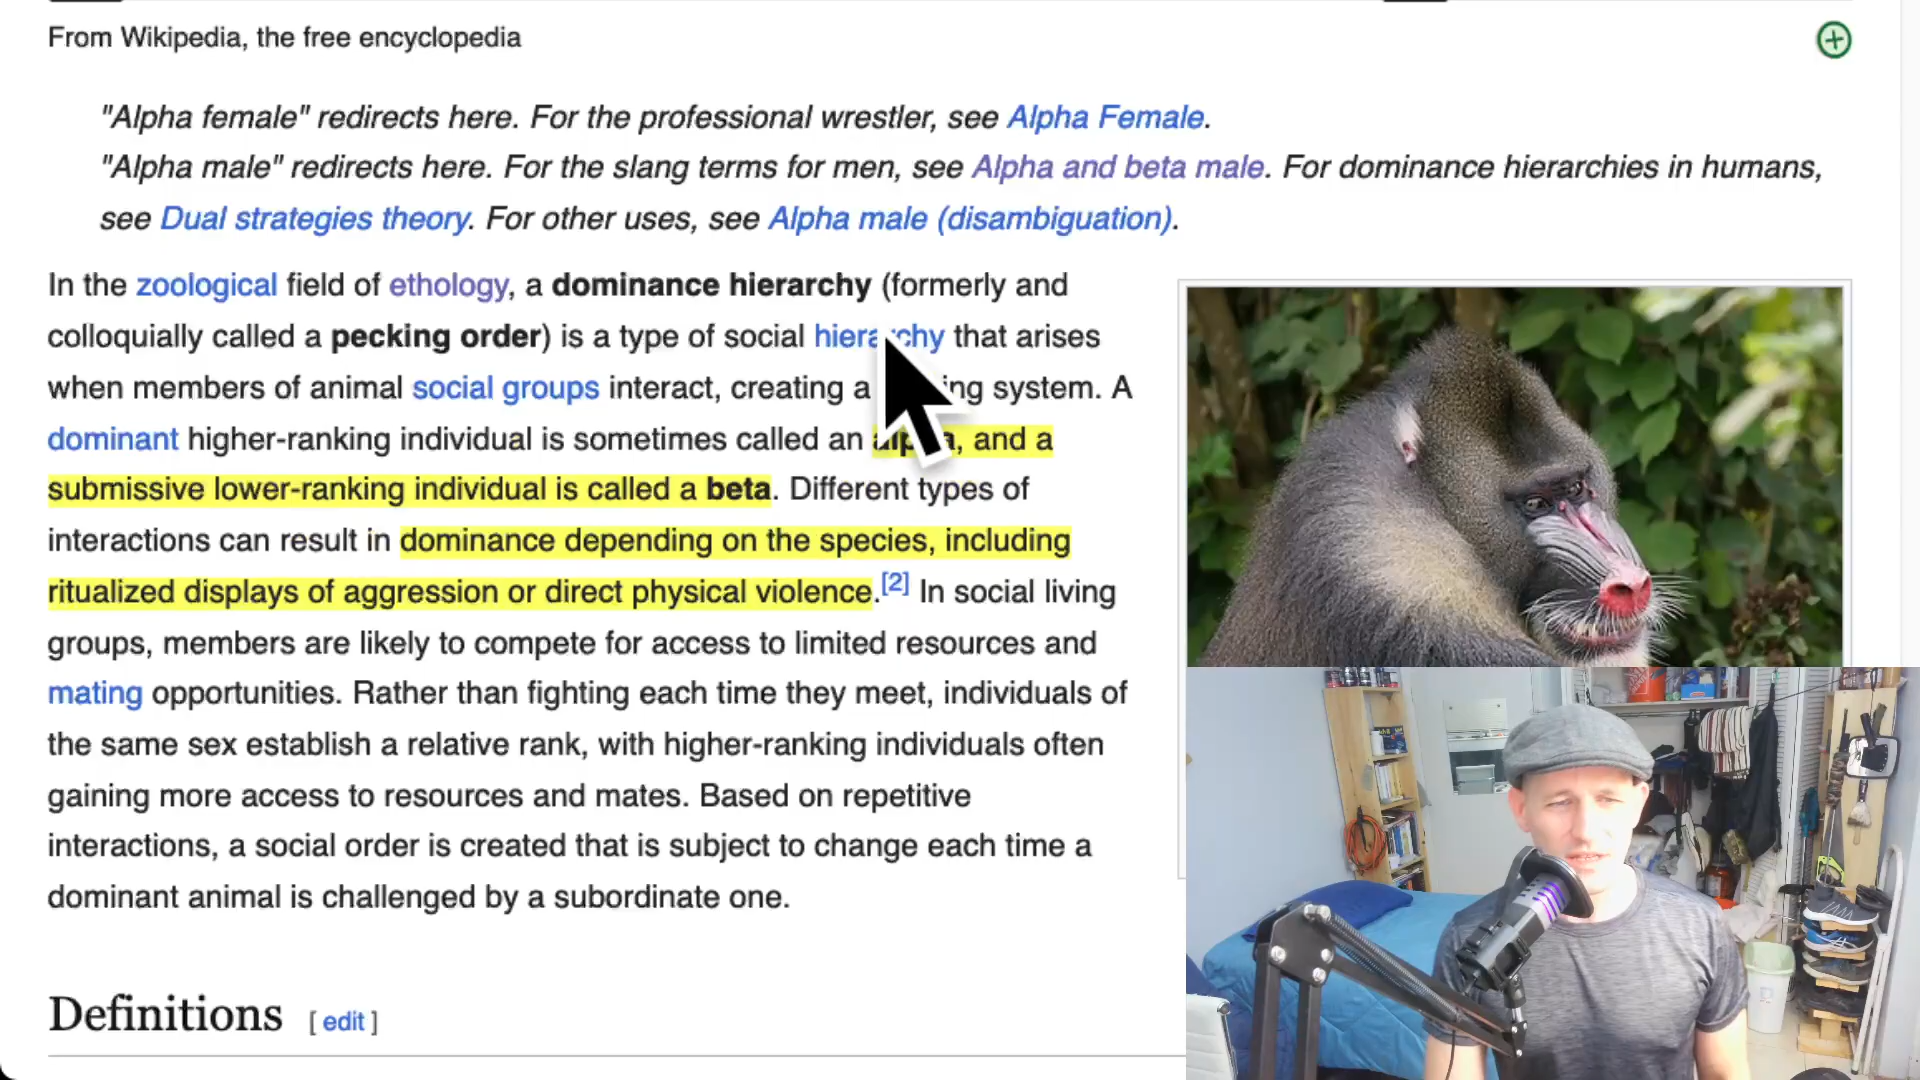 From Wikipedia, the free encyclopedia
"Alpha female" redirects here. For the professional wrestler, see Alpha Female.
"Alpha male" redirects here. For the slang terms for men, see Alpha and beta male. For dominance hierarchies in humans,
see Dual strategies theory. For other uses, see Alpha male (disambiguation).
In the zoological field of ethology, a dominance hierarchy (formerly and
colloquially called a pecking order) is a type of social hierarchy that arises
when members of animal social groups interact, creating a ing system. A
dominant higher-ranking individual is sometimes called an alpha, and a
submissive lower-ranking individual is called a beta. Different types of
interactions can result in dominance depending on the species, including
ritualized displays of aggression or direct physical violence.[2] In social living
groups, members are likely to compete for access to limited resources and
mating opportunities. Rather than fighting each time they meet, individuals of
the same sex establish a relative rank, with higher-ranking individuals often
gaining more access to resources and mates. Based on repetitive
interactions, a social order is created that is subject to change each time a
dominant animal is challenged by a subordinate one.
Definitions [ edit ]